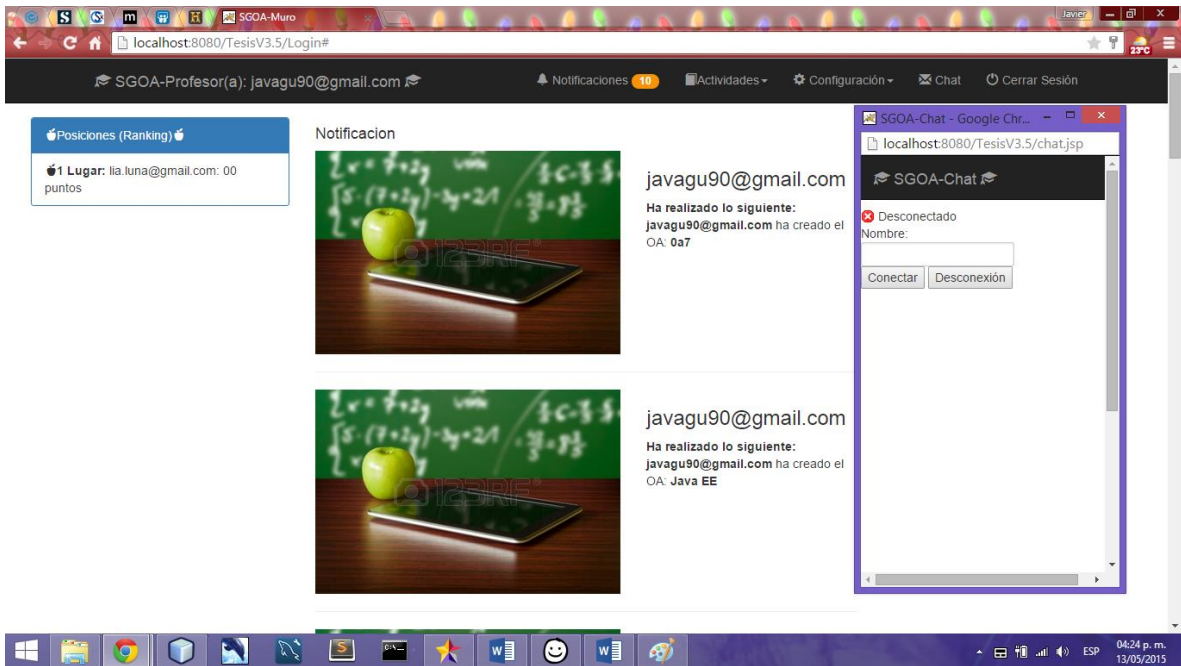 SGOA-Muro
Javier
localhost:8080/TesisV3.5/Login#
23°C
SGOA-Profesor(a): javagu90@gmail.com
Notificaciones 10
Actividades
Configuración
Chat
Cerrar Sesión
Posiciones (Ranking)
1 Lugar: lia.luna@gmail.com: 00
puntos
Notificacion
123RF
javagu90@gmail.com
Ha realizado lo siguiente:
javagu90@gmail.com ha creado el
OA: 0a7
123RF
javagu90@gmail.com
Ha realizado lo siguiente:
javagu90@gmail.com ha creado el
OA: Java EE
SGOA-Chat - Google Chr...
localhost:8080/TesisV3.5/chat.jsp
SGOA-Chat
Desconectado
Nombre:
Conectar
Desconexión
ESP
04:24 p. m.
13/05/2015